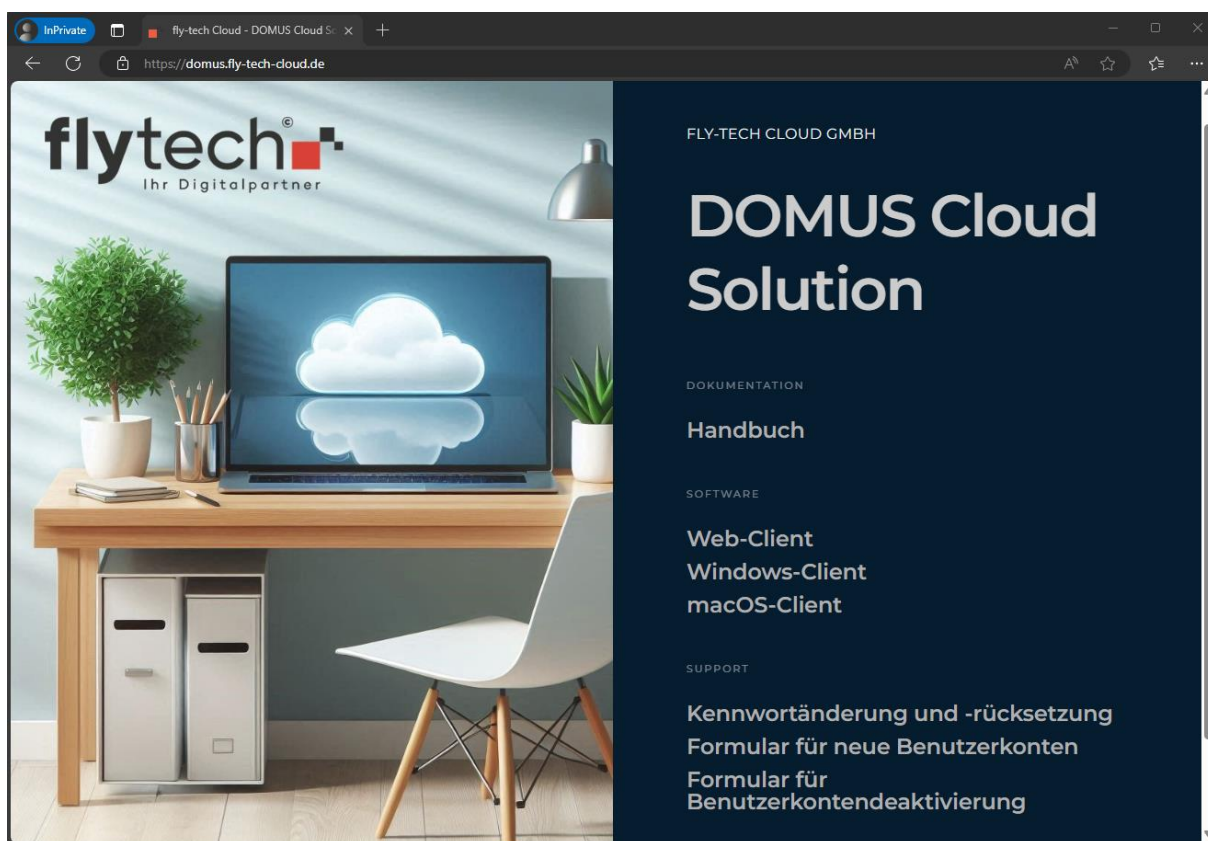 InPrivate
fly-tech Cloud - DOMUS Cloud So
https://domus.fly-tech-cloud.de
flytech©
Ihr Digitalpartner
FLY-TECH CLOUD GMBH
DOMUS Cloud
Solution
DOKUMENTATION
Handbuch
SOFTWARE
Web-Client
Windows-Client
macOS-Client
SUPPORT
Kennwortänderung und -rücksetzung
Formular für neue Benutzerkonten
Formular für
Benutzerkontendeaktivierung